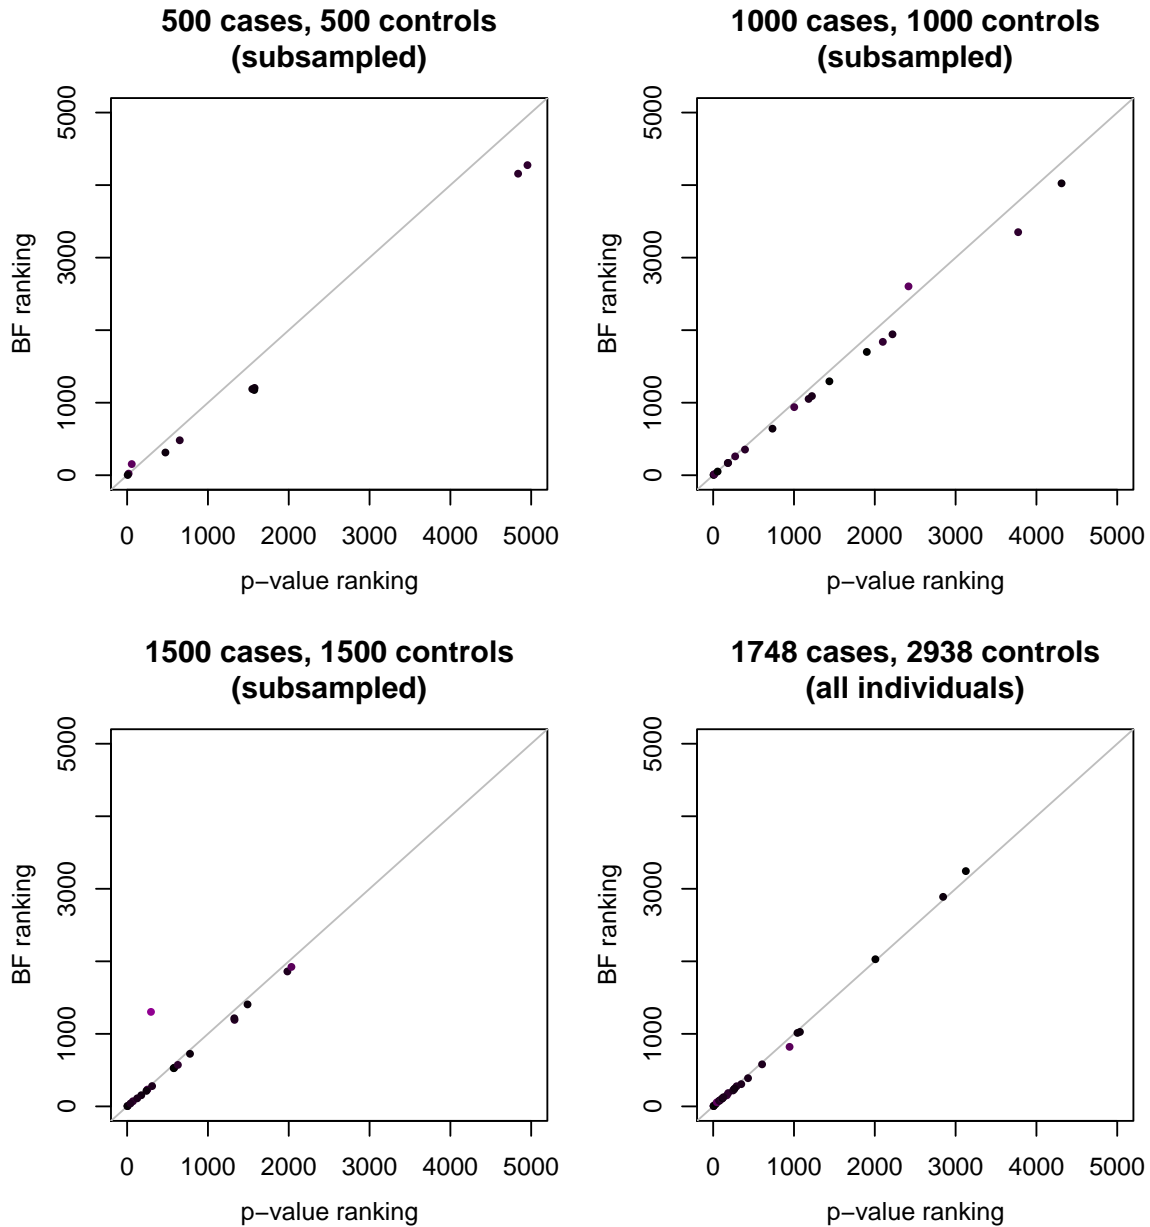 500 cases, 500 controls
(subsampled)
5000
3000
1000
0
BF ranking
0 1000 2000 3000 4000 5000
p−value ranking
1000 cases, 1000 controls
(subsampled)
5000
3000
1000
0
BF ranking
0 1000 2000 3000 4000 5000
p−value ranking
1500 cases, 1500 controls
(subsampled)
5000
3000
1000
0
BF ranking
0 1000 2000 3000 4000 5000
p−value ranking
1748 cases, 2938 controls
(all individuals)
5000
3000
1000
0
BF ranking
0 1000 2000 3000 4000 5000
p−value ranking